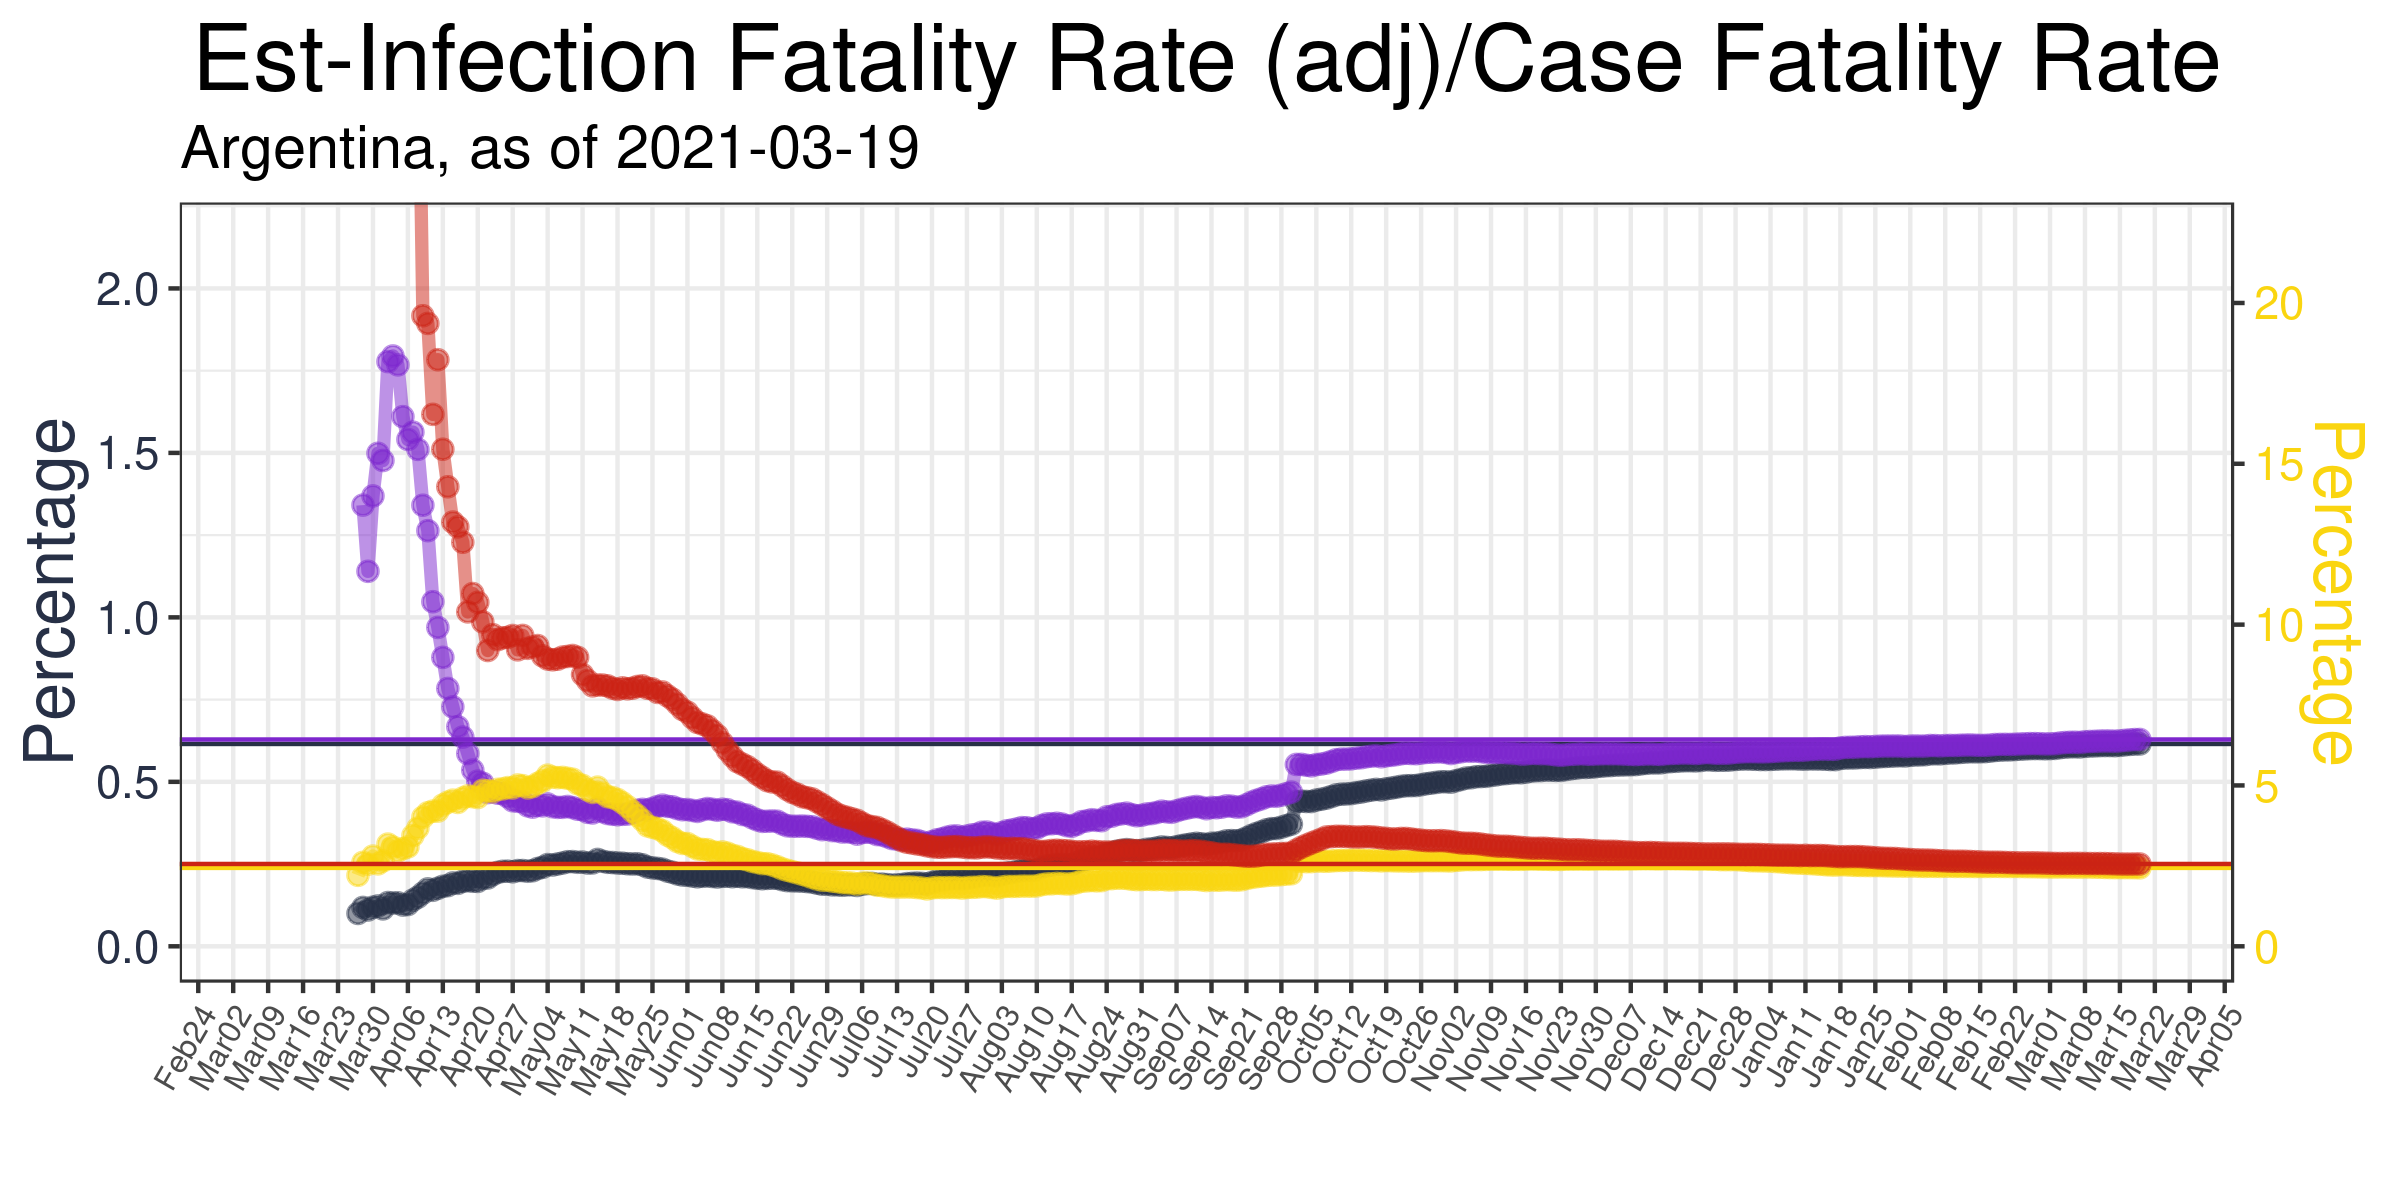 Est-Infection Fatality Rate (adj)/Case Fatality Rate
Argentina, as of 2021-03-19
Percentage
2.0
1.5
1.0
0.5
0.0
20
15
10
5
0
Percentage
Feb24 Mar02 Mar09 Mar16 Mar23 Mar30 Apr06 Apr13 Apr20 Apr27 May04 May11 May18 May25 Jun01 Jun08 Jun15 Jun22 Jun29 Jul06 Jul13 Jul20 Jul27 Aug03 Aug10 Aug17 Aug24 Aug31 Sep07 Sep14 Sep21 Sep28 Oct05 Oct12 Oct19 Oct26 Nov02 Nov09 Nov16 Nov23 Nov30 Dec07 Dec14 Dec21 Dec28 Jan04 Jan11 Jan18 Jan25 Feb01 Feb08 Feb15 Feb22 Mar01 Mar08 Mar15 Mar22 Mar29 Apr05